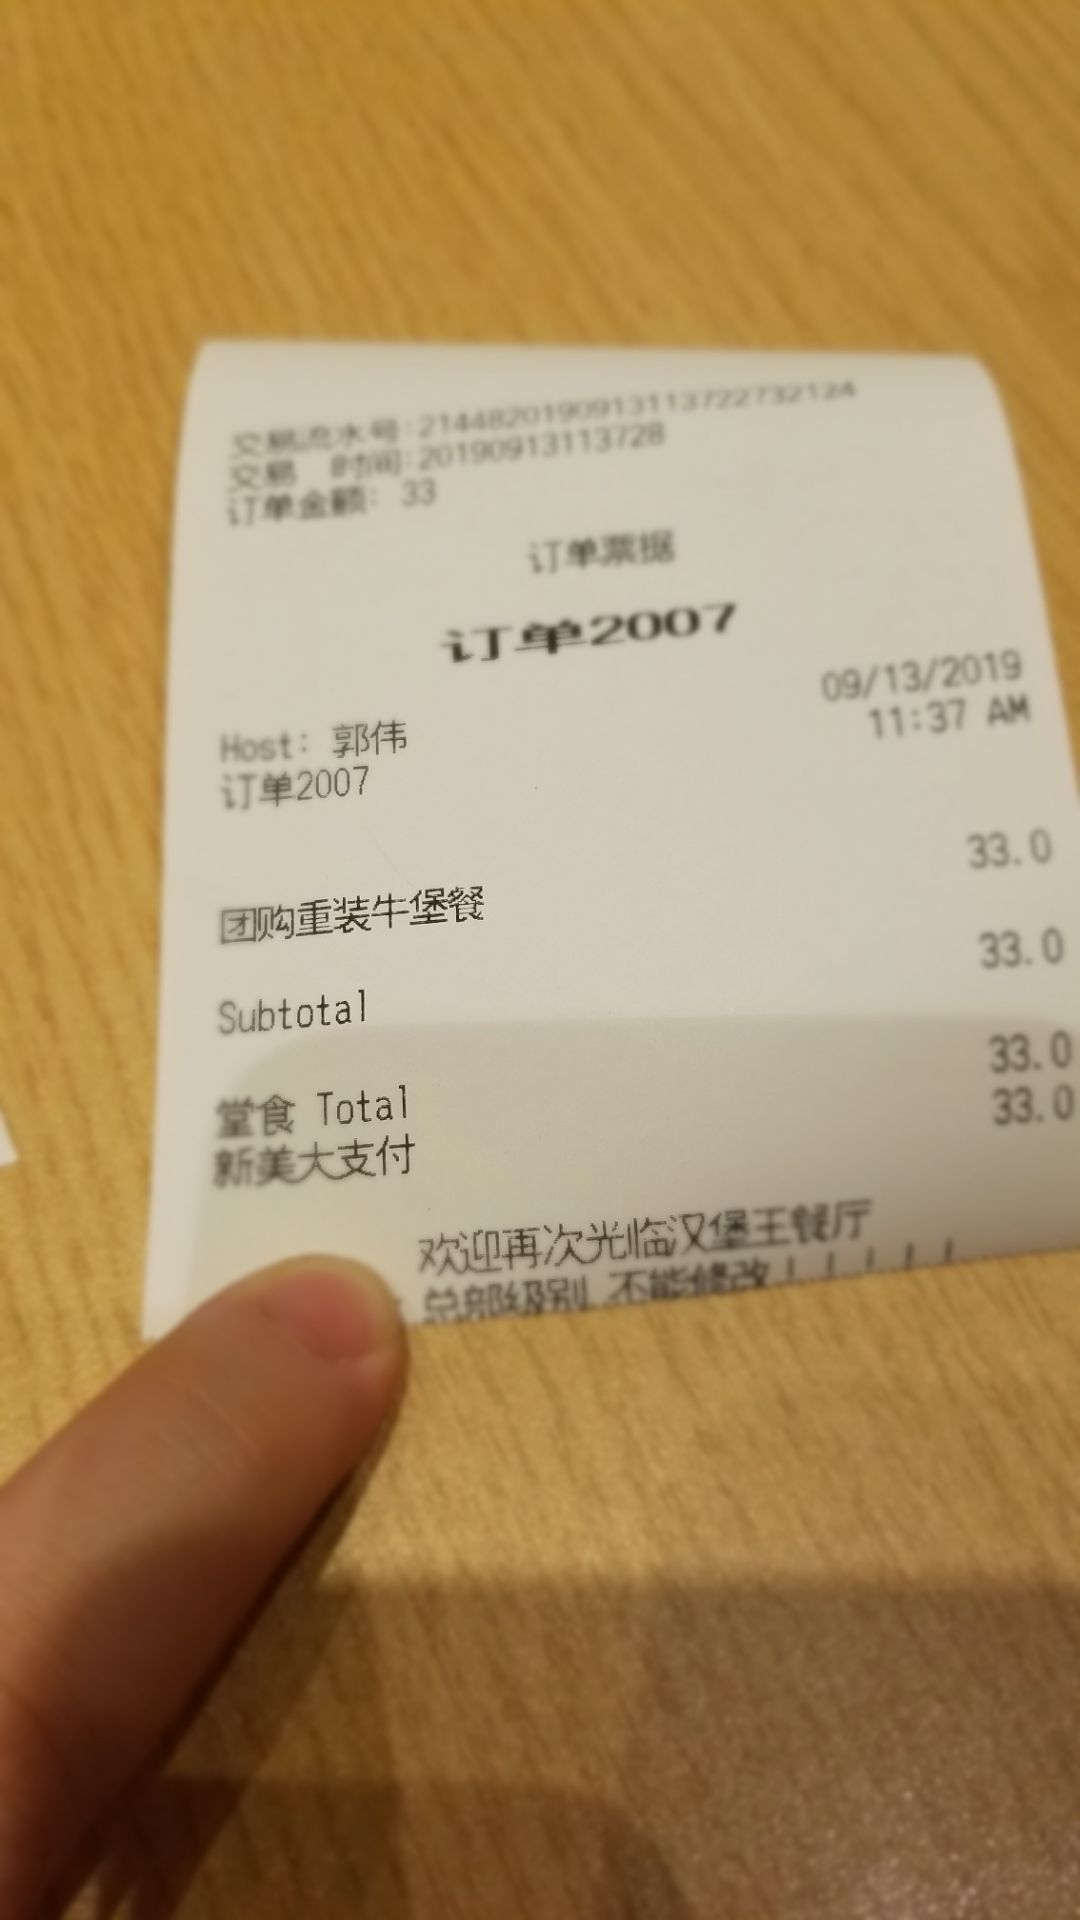 交易流水号:2144820190913113722732124
交易 时间:20190913113728
订单金额: 33
订单票据
订单2007
09/13/2019
Host: 郭伟 11:37 AM
订单2007
33.0
团购重装牛堡餐
33.0
Subtotal
33.0
堂食 Total 33.0
新美大支付
欢迎再次光临汉堡王餐厅
总部级别 不能修改!!!!!